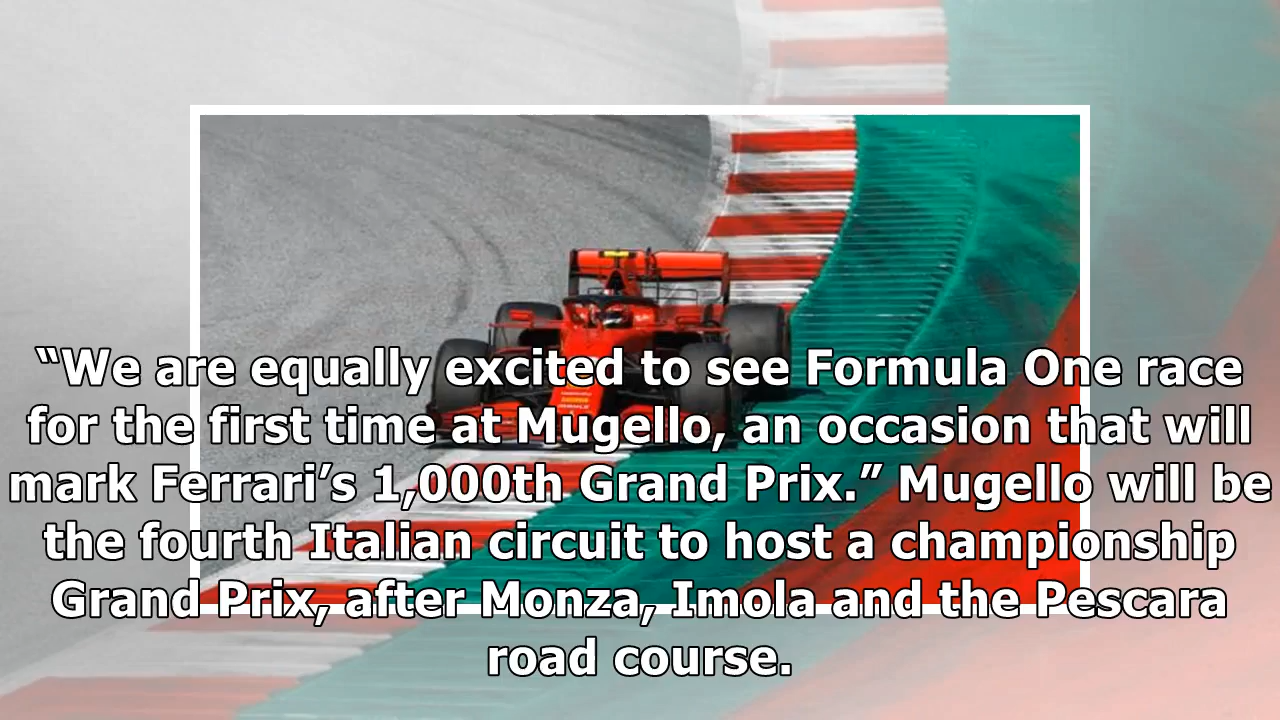 “We are equally excited to see Formula One race
for the first time at Mugello, an occasion that will
mark Ferrari’s 1,000th Grand Prix.” Mugello will be
the fourth Italian circuit to host a championship
Grand Prix, after Monza, Imola and the Pescara
road course.